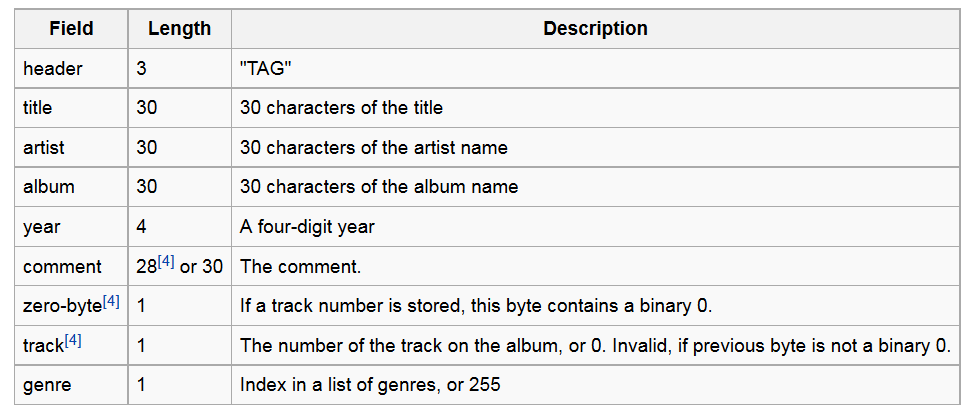 Field Length Description
header 3 "TAG"
title 30 30 characters of the title
artist 30 30 characters of the artist name
album 30 30 characters of the album name
year 4 A four-digit year
comment 28[4] or 30 The comment.
zero-byte[4] 1 If a track number is stored, this byte contains a binary 0.
track[4] 1 The number of the track on the album, or 0. Invalid, if previous byte is not a binary 0.
genre 1 Index in a list of genres, or 255